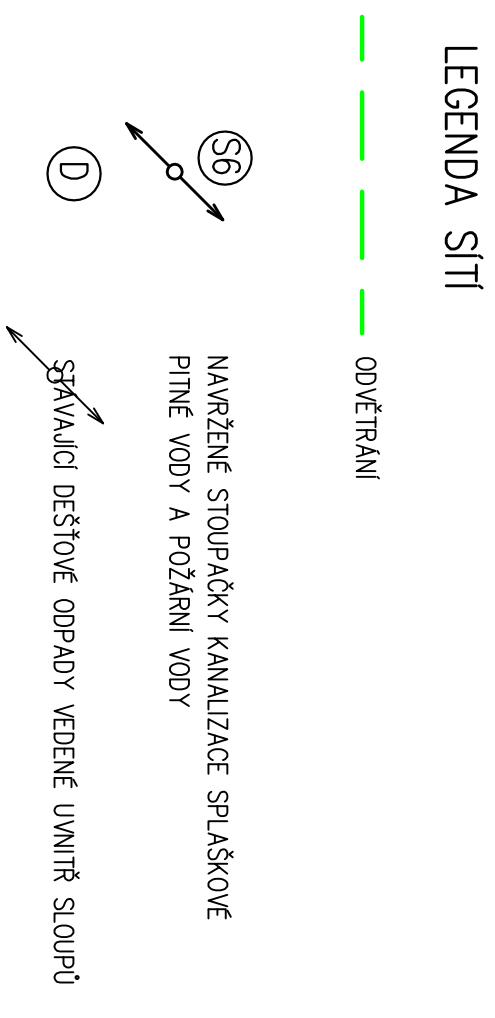 LEGENDA SÍTÍ
ODVĚTRÁNÍ
S6
NAVRŽENÉ STOUPAČKY KANALIZACE SPLAŠKOVÉ
PITNÉ VODY A POŽÁRNÍ VODY
D
STÁVAJÍCÍ DEŠŤOVÉ ODPADY VEDENÉ UVNITŘ SLOUPŮ